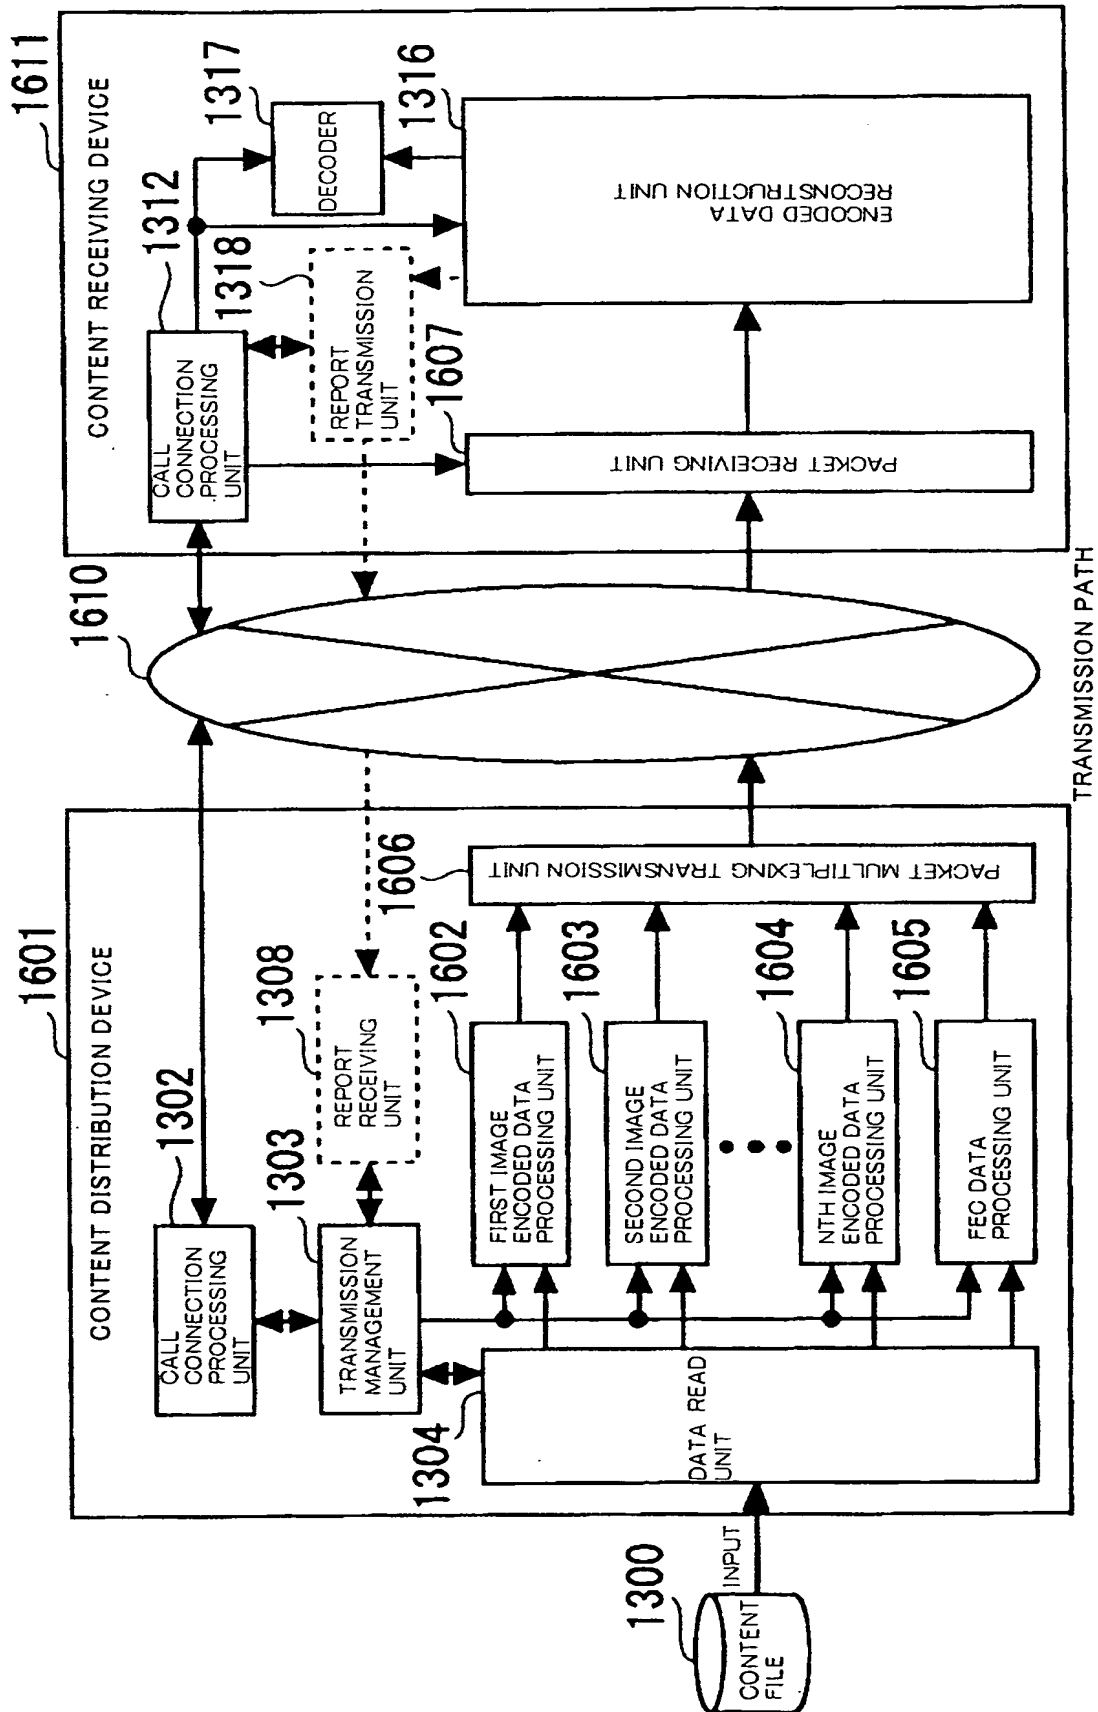 1601
CONTENT DISTRIBUTION DEVICE
1302
CALL
CONNECTION
PROCESSING
UNIT
1303
TRANSMISSION
MANAGEMENT
UNIT
1308
REPORT
RECEIVING
UNIT
1300
CONTENT
FILE
INPUT
1304
DATA READ
UNIT
1602
FIRST IMAGE
ENCODED DATA
PROCESSING UNIT
1603
SECOND IMAGE
ENCODED DATA
PROCESSING UNIT
1604
NTH IMAGE
ENCODED DATA
PROCESSING UNIT
1605
FEC DATA
PROCESSING UNIT
1606
PACKET MULTIPLEXING TRANSMISSION UNIT
1610
TRANSMISSION PATH
1611
CONTENT RECEIVING DEVICE
1312
CALL
CONNECTION
PROCESSING
UNIT
1318
REPORT
TRANSMISSION
UNIT
1317
DECODER
1607
PACKET RECEIVING UNIT
1316
ENCODED DATA
RECONSTRUCTION UNIT